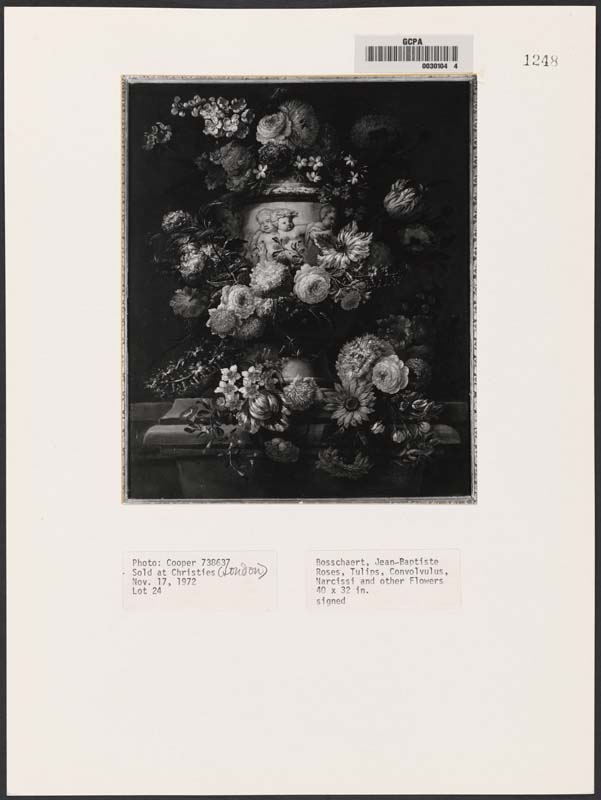 GCPA
0030104 4
1248
Photo: Cooper 738637
Sold at Christies (London)
Nov. 17, 1972
Lot 24
Bosschaert, Jean-Baptiste
Roses, Tulips, Convolvulus,
Narcissi and other Flowers
40 x 32 in.
signed